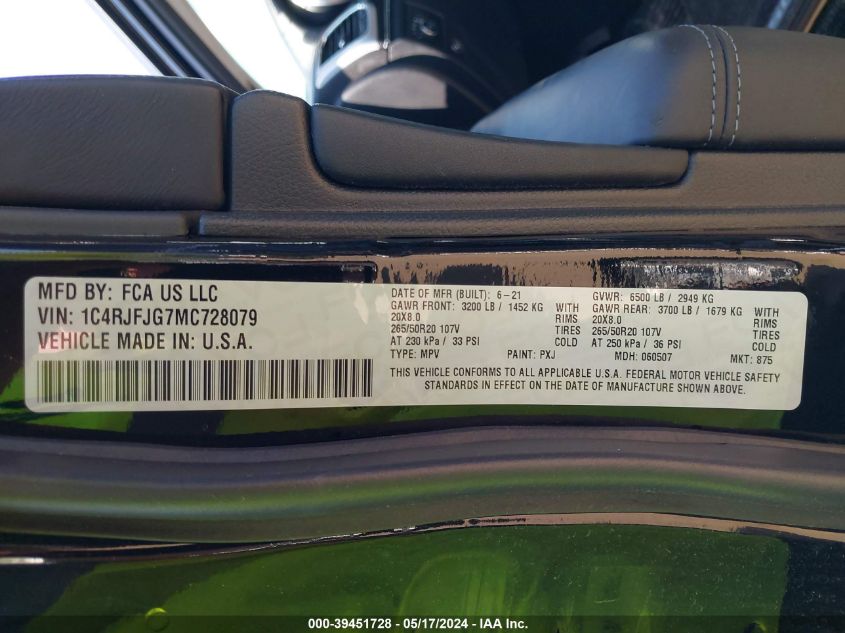 MFD BY: FCA US LLC
VIN: 1C4RJFJG7MC728079
VEHICLE MADE IN: U.S.A.
DATE OF MFR (BUILT): 6-21 GVWR: 6500 LB / 2949 KG
GAWR FRONT: 3200 LB / 1452 KG WITH GAWR REAR: 3700 LB / 1679 KG WITH
20X8.0 RIMS 20X8.0 RIMS
265/50R20 107V TIRES 265/50R20 107V TIRES
AT 230 kPa / 33 PSI COLD AT 250 kPa / 36 PSI COLD
TYPE: MPV PAINT: PXJ MDH: 060507 MKT: 875
THIS VEHICLE CONFORMS TO ALL APPLICABLE U.S.A. FEDERAL MOTOR VEHICLE SAFETY
STANDARDS IN EFFECT ON THE DATE OF MANUFACTURE SHOWN ABOVE.
000-39451728 - 05/17/2024 - IAA Inc.